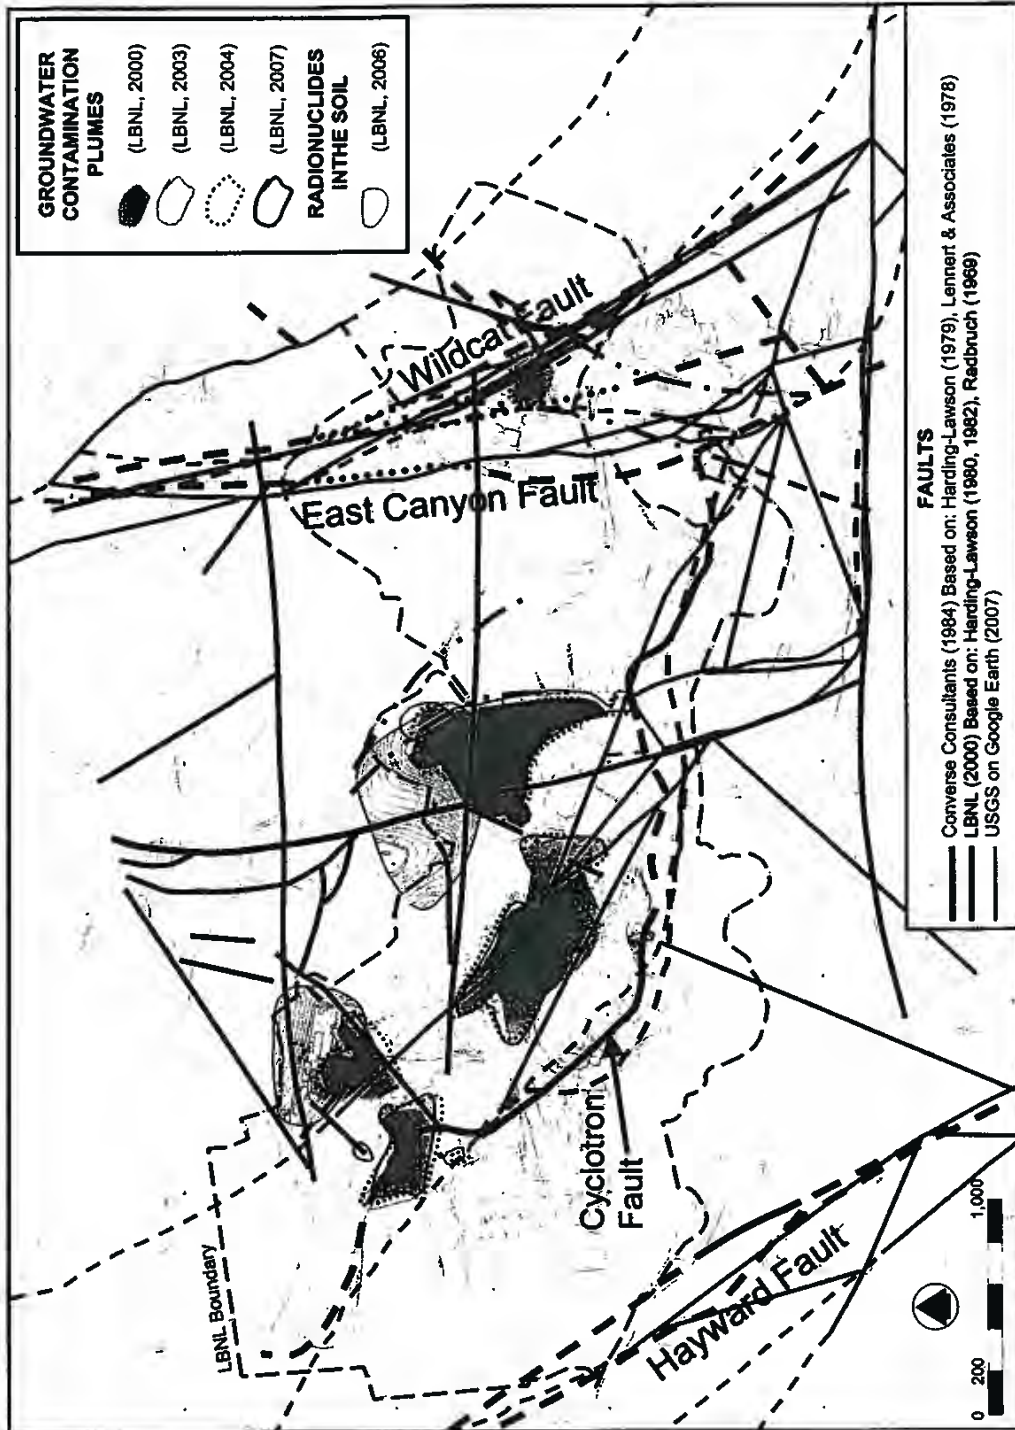 GROUNDWATER
CONTAMINATION
PLUMES
(LBNL, 2000)
(LBNL, 2003)
(LBNL, 2004)
(LBNL, 2007)
RADIONUCLIDES
INTHE SOIL
(LBNL, 2006)
Wildcat Fault
East Canyon Fault
Cyclotron
Fault
LBNL Boundary
Hayward Fault
0
200
1,000
FAULTS
Converse Consultants (1984) Based on: Harding-Lawson (1979), Lennert & Associates (1978)
LBNL (2000) Based on: Harding-Lawson (1980, 1982), Radbruch (1969)
USGS on Google Earth (2007)